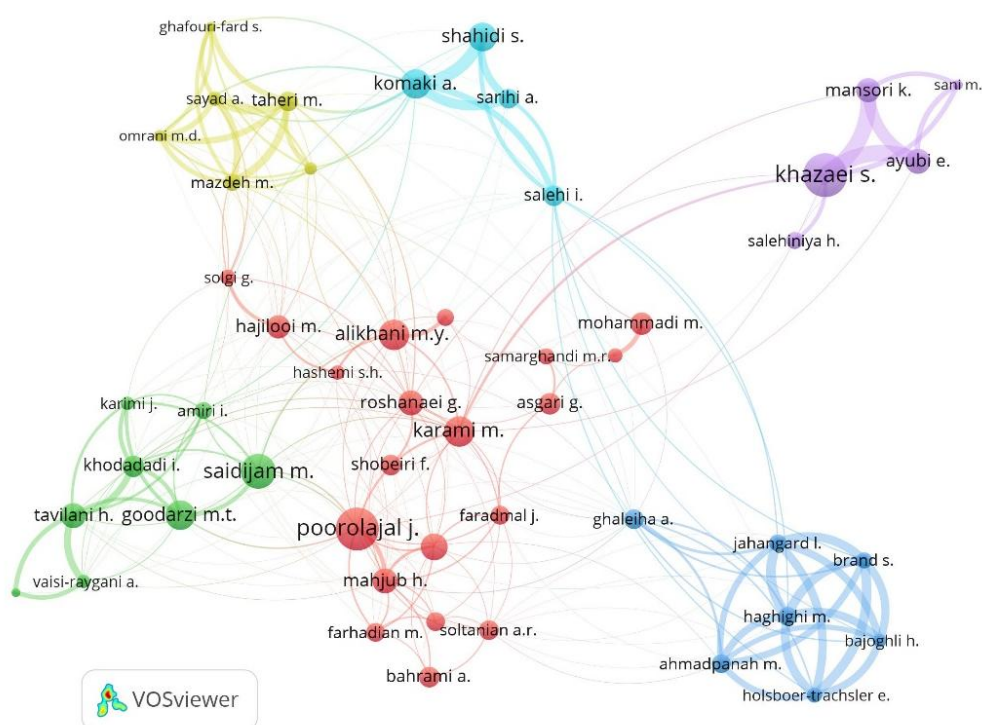 ghafouri-fard s.
shahidi s.
komaki a.
sayad a.
taheri m.
sarihi a.
omrani m.d.
mazdeh m.
salehi i.
mansori k.
sani m.
khazaei s.
ayubi e.
salehiniya h.
solgi g.
hajilooi m.
alikhani m.y.
mohammadi m.
hashemi s.h.
samarghandi m.r.
karimi j.
amiri i.
roshanaei g.
asgari g.
karami m.
khodadadi i.
saidijam m.
shobeiri f.
tavilani h.
goodarzi m.t.
poorolajal j.
faradmal j.
ghaleiha a.
jahangard l.
brand s.
vaisi-raygani a.
mahjub h.
haghighi m.
farhadian m.
soltanian a.r.
bajoghli h.
bahrami a.
ahmadpanah m.
holsboer-trachsler e.
VOSviewer